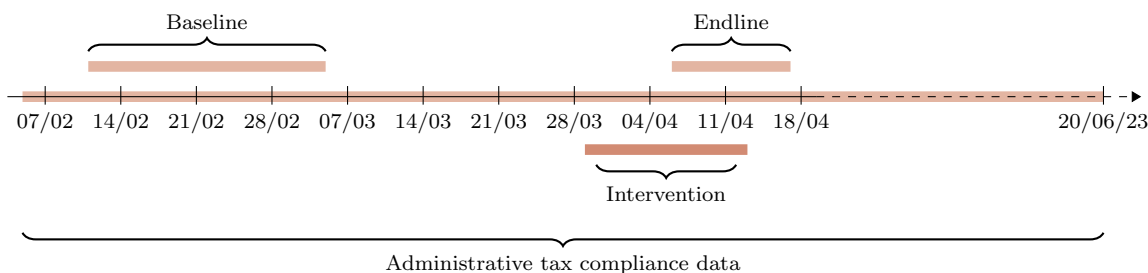 Baseline Endline
07/02 14/02 21/02 28/02 07/03 14/03 21/03 28/03 04/04 11/04 18/04 20/06/23
Intervention
Administrative tax compliance data